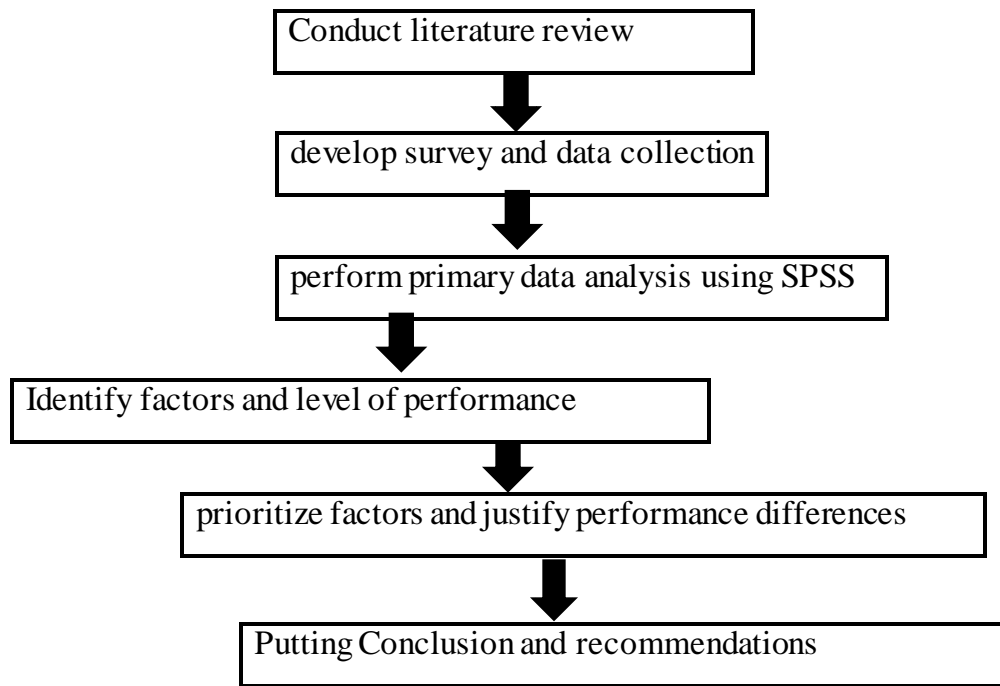 Conduct literature review
develop survey and data collection
perform primary data analysis using SPSS
Identify factors and level of performance
prioritize factors and justify performance differences
Putting Conclusion and recommendations